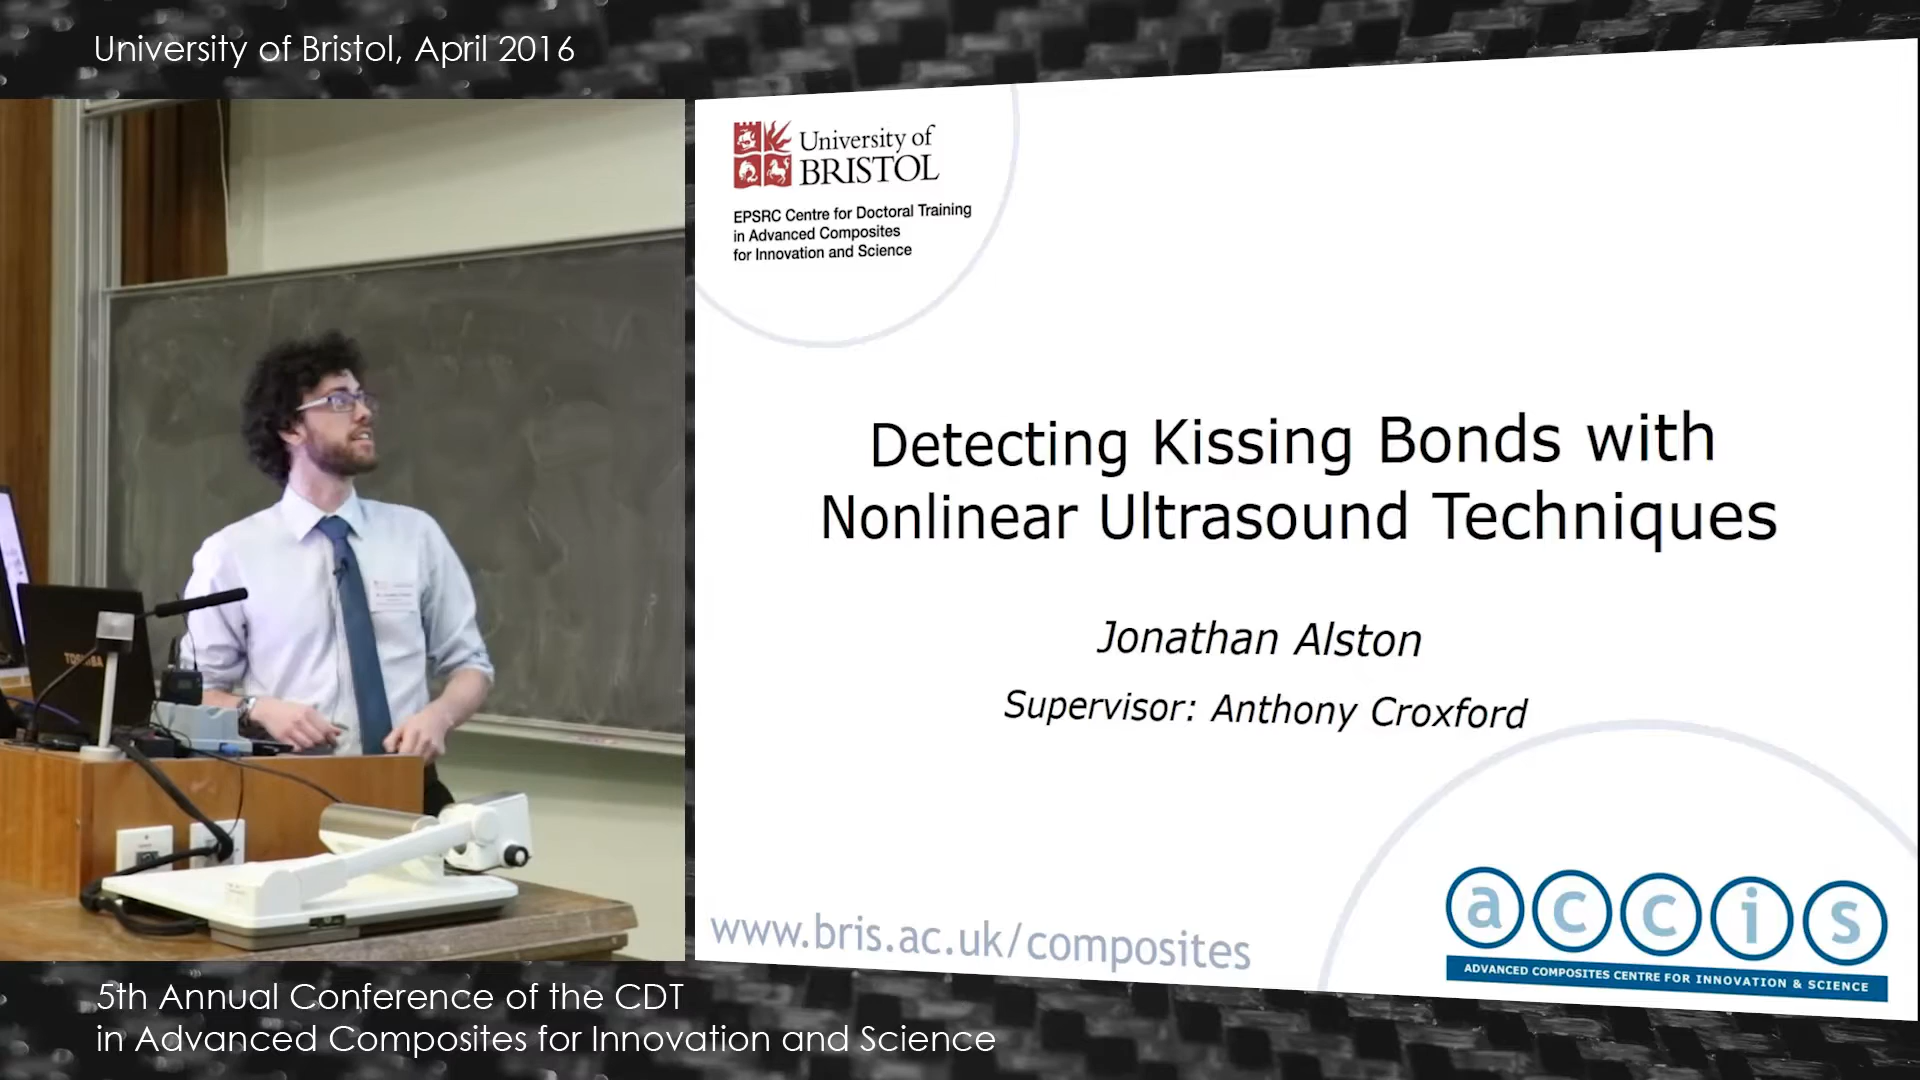 University of Bristol, April 2016
University of
BRISTOL
EPSRC Centre for Doctoral Training
in Advanced Composites
for Innovation and Science
Detecting Kissing Bonds with
Nonlinear Ultrasound Techniques
Jonathan Alston
Supervisor: Anthony Croxford
www.bris.ac.uk/composites
accis
ADVANCED COMPOSITES CENTRE FOR INNOVATION & SCIENCE
TOSHIBA
5th Annual Conference of the CDT
in Advanced Composites for Innovation and Science